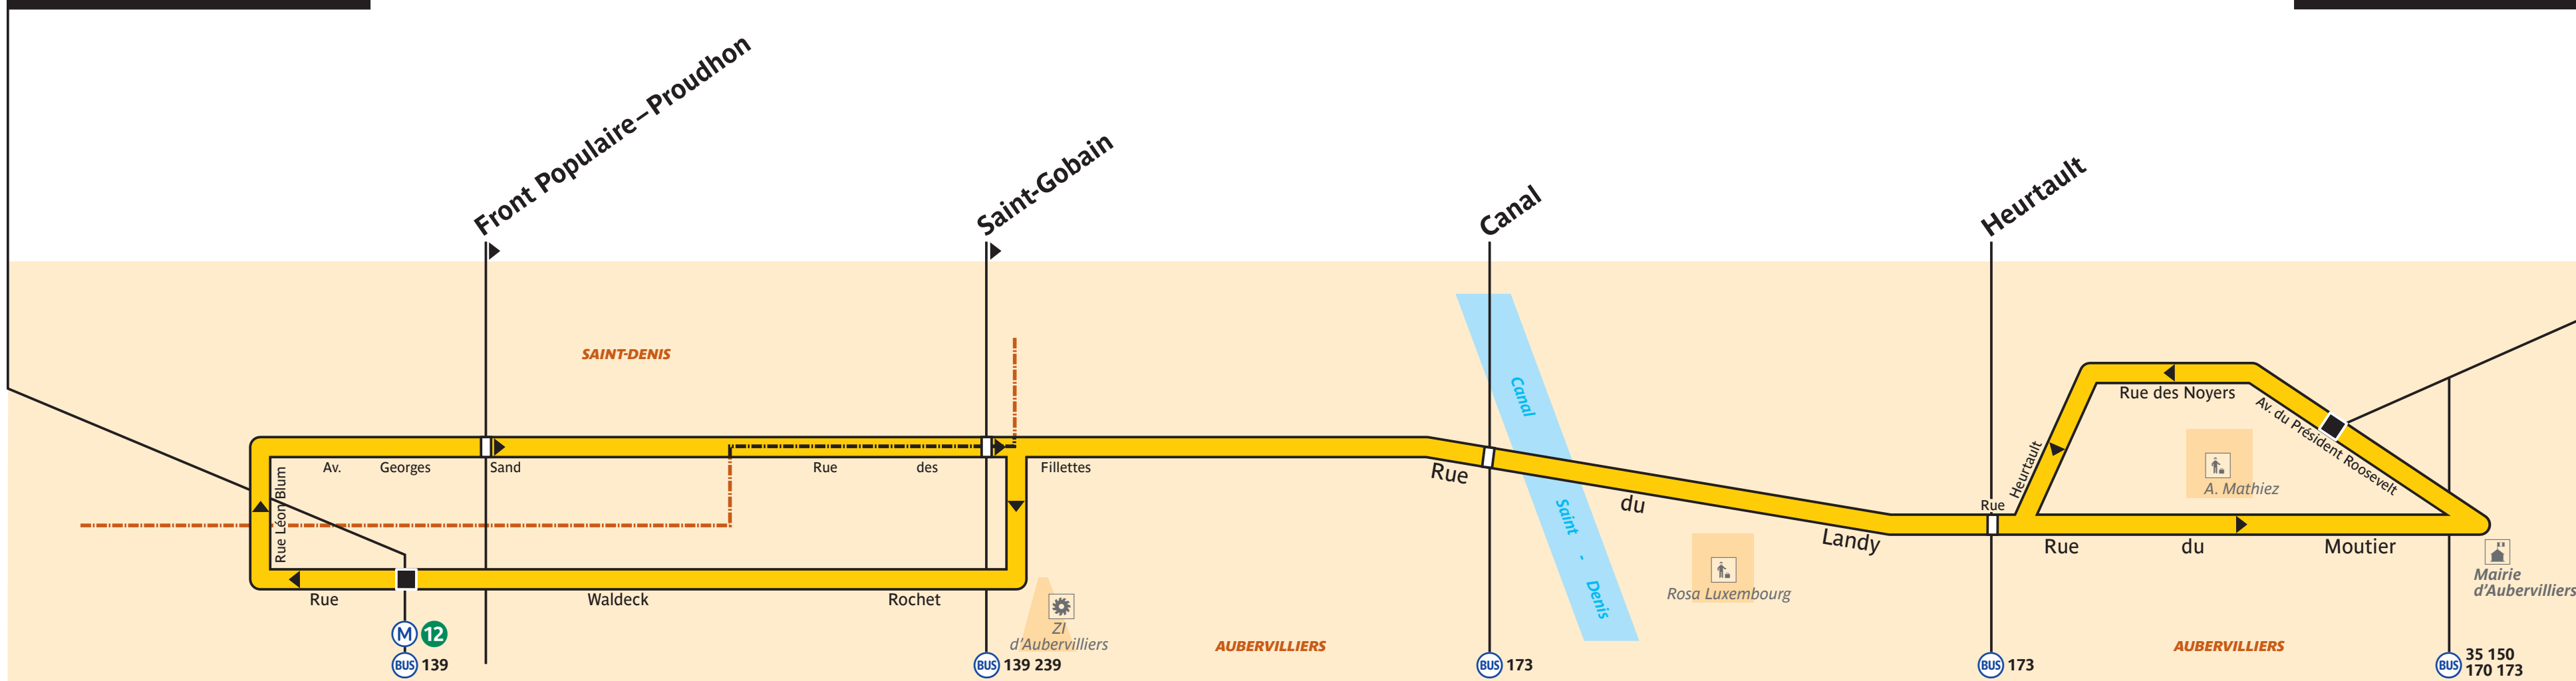 Front Populaire–Proudhon
Saint-Gobain
Canal
Heurtault
SAINT-DENIS
Canal Saint - Denis
Av. Georges Sand
Rue des Fillettes
Rue Léon Blum
Rue Waldeck Rochet
Rue du Landy
Rue Heurtault
Rue des Noyers
Av. du Président Roosevelt
A. Mathiez
Rue du Moutier
Mairie
d'Aubervilliers
Rosa Luxembourg
ZI
d'Aubervilliers
AUBERVILLIERS
AUBERVILLIERS
M 12
BUS 139
BUS 139 239
BUS 173
BUS 173
BUS 35 150
170 173